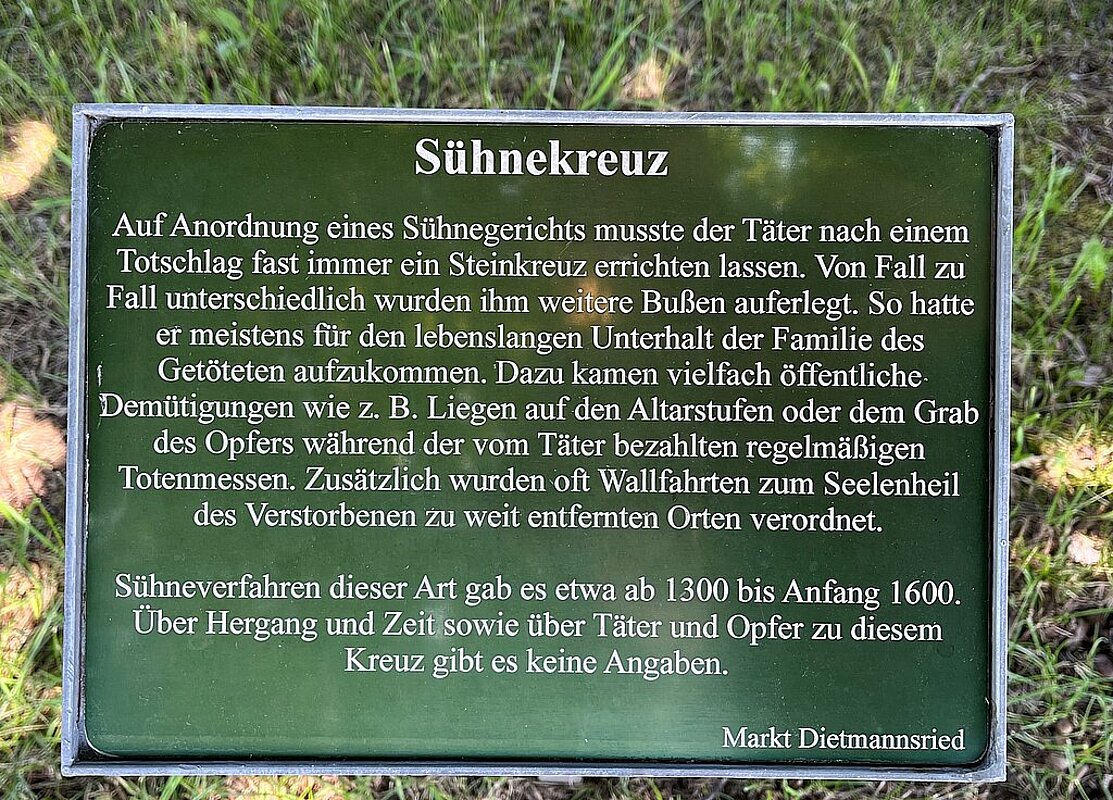 Sühnekreuz
Auf Anordnung eines Sühnegerichts musste der Täter nach einem
Totschlag fast immer ein Steinkreuz errichten lassen. Von Fall zu
Fall unterschiedlich wurden ihm weitere Bußen auferlegt. So hatte
er meistens für den lebenslangen Unterhalt der Familie des
Getöteten aufzukommen. Dazu kamen vielfach öffentliche
Demütigungen wie z. B. Liegen auf den Altarstufen oder dem Grab
des Opfers während der vom Täter bezahlten regelmäßigen
Totenmessen. Zusätzlich wurden oft Wallfahrten zum Seelenheil
des Verstorbenen zu weit entfernten Orten verordnet.
Sühneverfahren dieser Art gab es etwa ab 1300 bis Anfang 1600.
Über Hergang und Zeit sowie über Täter und Opfer zu diesem
Kreuz gibt es keine Angaben.
Markt Dietmannsried